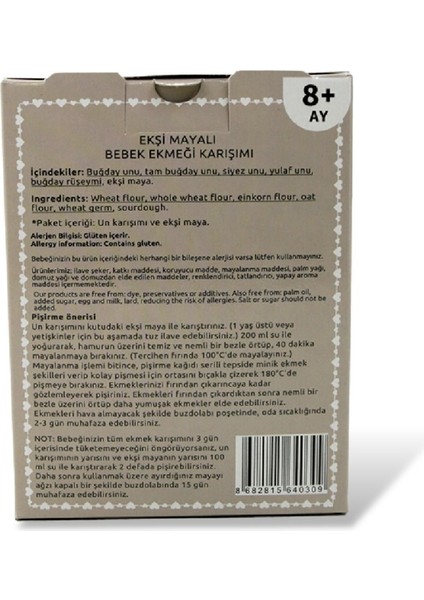 8+
AY
EKŞİ MAYALI
BEBEK EKMEĞİ KARIŞIMI
İçindekiler: Buğday unu, tam buğday unu, siyez unu, yulaf unu,
buğday rüşeymi, ekşi maya.
Ingredients: Wheat flour, whole wheat flour, einkorn flour, oat
flour, wheat germ, sourdough.
*Paket içeriği: Un karışımı ve ekşi maya.
Alerjen Bilgisi: Glüten içerir.
Allergy information: Contains gluten.
Bebeğinizin bu ürün içeriğindeki herhangi bir bileşene alerjisi varsa lütfen kullanmayınız.
Ürünlerimiz; ilave şeker, katkı maddesi, koruyucu madde, mayalanma maddesi, palm yağı,
domuz yağı ve domuzdan elde edilen maddeler, renklendirici, tatlandırıcı, yapay aroma
maddeleri içermemektedir.
Our products are free from: dye, preservatives or additives. Also free from: palm oil,
added sugar, egg and milk, lard. reducing the risk of allergies. Salt or sugar should not be
added.
Pişirme önerisi
Un karışımını kutudaki ekşi maya ile karıştırınız. (1 yaş üstü veya
yetişkinler için bu aşamada tuz ilave edebilirsiniz.) 200 ml su ile
yoğurarak, hamurun üzerini temiz ve nemli bir bezle örtüp, 40 dakika
mayalanmaya bırakınız. (Tercihen fırında 100°C'de mayalayınız.)
Mayalanma işlemi bitince, pişirme kağıdı serili tepside minik ekmek
şekilleri verip kolay pişmesi için ortasını bıçakla çizerek 180°C'de
pişmeye bırakınız. Ekmeklerinizi fırından çıkarıncaya kadar
gözlemleyerek pişiriniz. Ekmekleri fırından çıkardıktan sonra nemli bir
bezle üzerini örtüp daha yumuşak ekmekler elde edebilirsiniz.
Ekmekleri hava almayacak şekilde buzdolabı poşetinde, oda sıcaklığında
2-3 gün muhafaza edebilirsiniz.
NOT: Bebeğinizin tüm ekmek karışımını 3 gün
içerisinde tüketemeyeceğini öngörüyorsanız, un
karışımının yarısını ve ekşi mayanın yarısını 100
ml su ile karıştırarak 2 defada pişirebilirsiniz.
Daha sonra kullanmak üzere ayırdığınız mayayı
ağzı kapalı bir şekilde buzdolabında 15 gün
muhafaza edebilirsiniz.
8 682815 640309